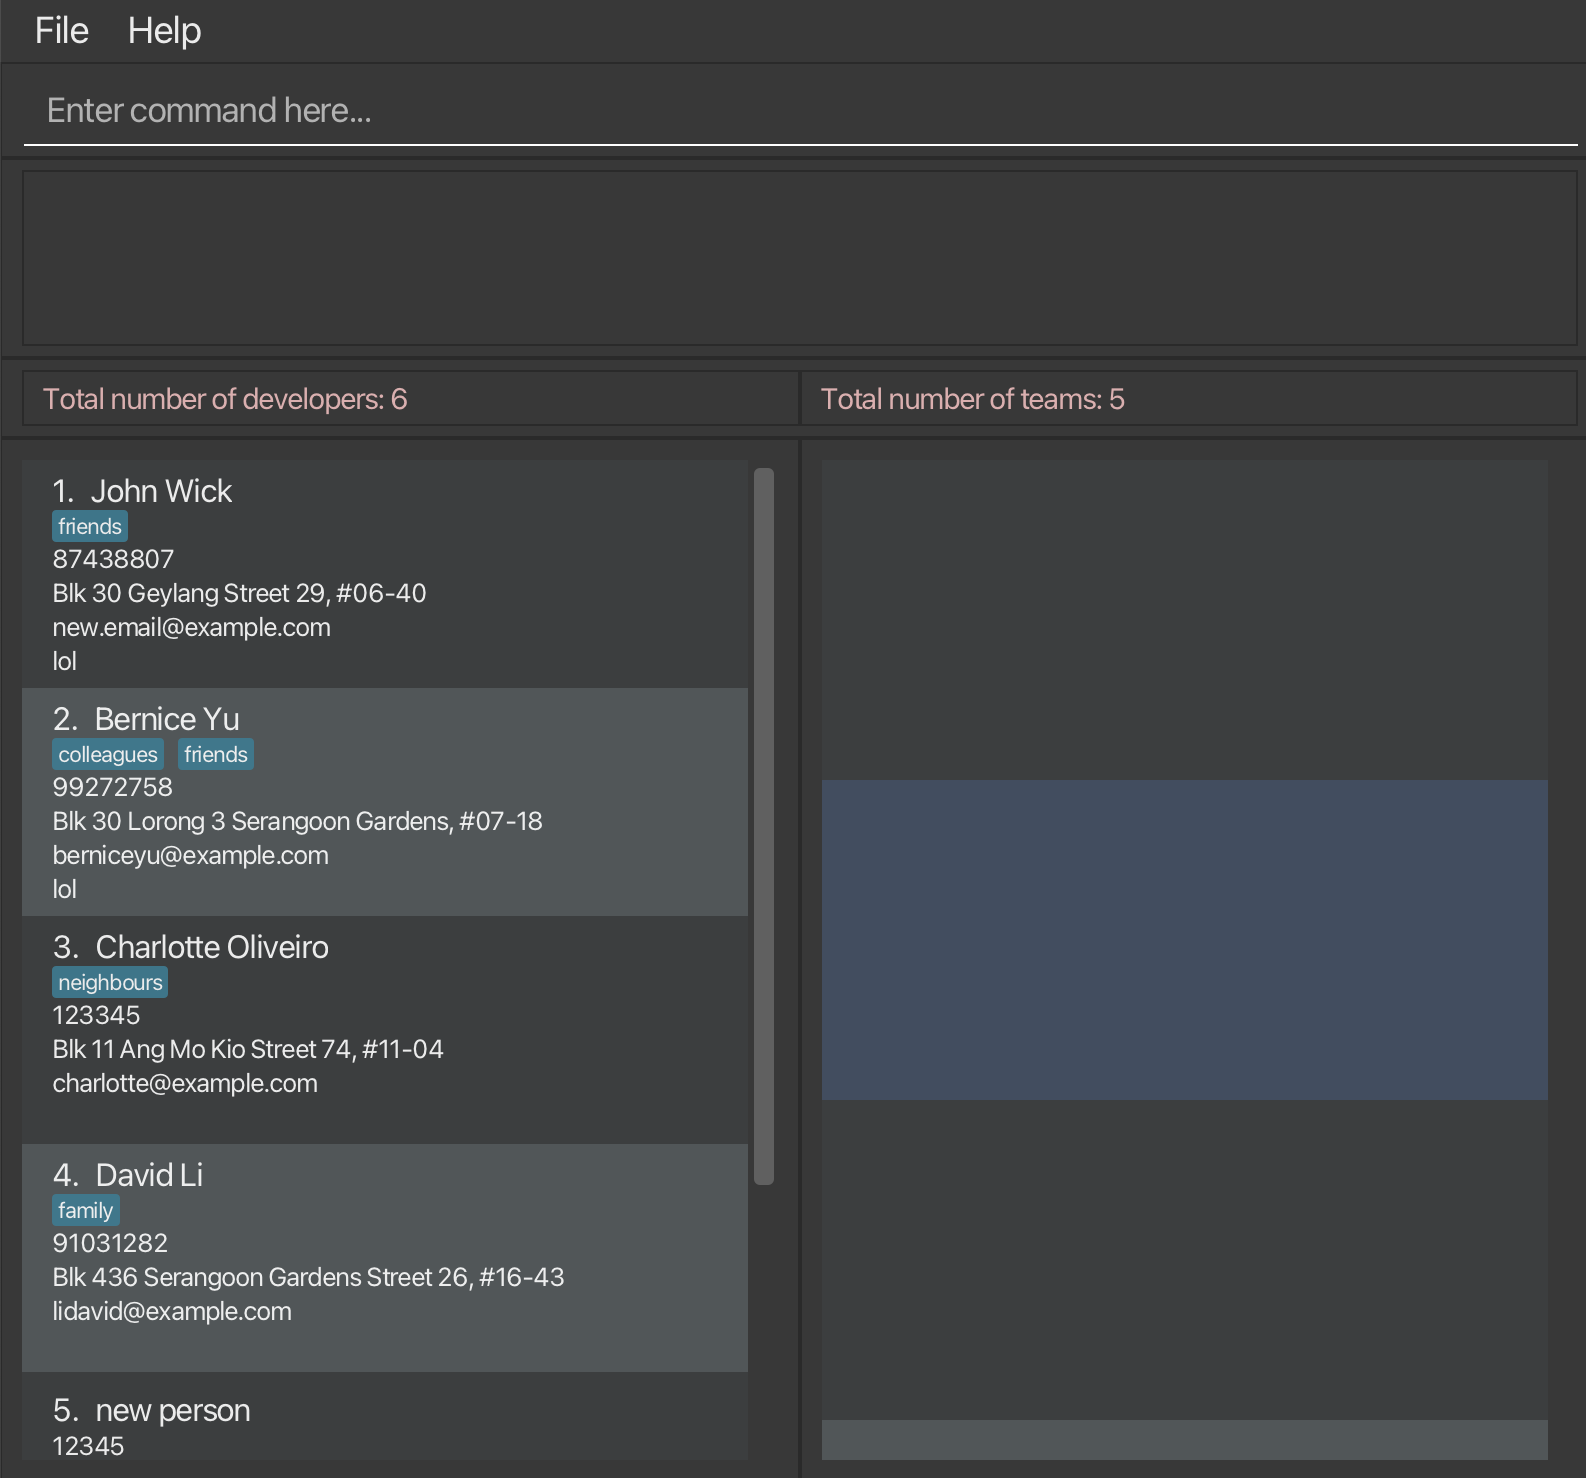 File Help
Enter command here...
Total number of developers: 6
Total number of teams: 5
1. John Wick
friends
87438807
Blk 30 Geylang Street 29, #06-40
new.email@example.com
lol
2. Bernice Yu
colleagues friends
99272758
Blk 30 Lorong 3 Serangoon Gardens, #07-18
berniceyu@example.com
lol
3. Charlotte Oliveiro
neighbours
123345
Blk 11 Ang Mo Kio Street 74, #11-04
charlotte@example.com
4. David Li
family
91031282
Blk 436 Serangoon Gardens Street 26, #16-43
lidavid@example.com
5. new person
12345